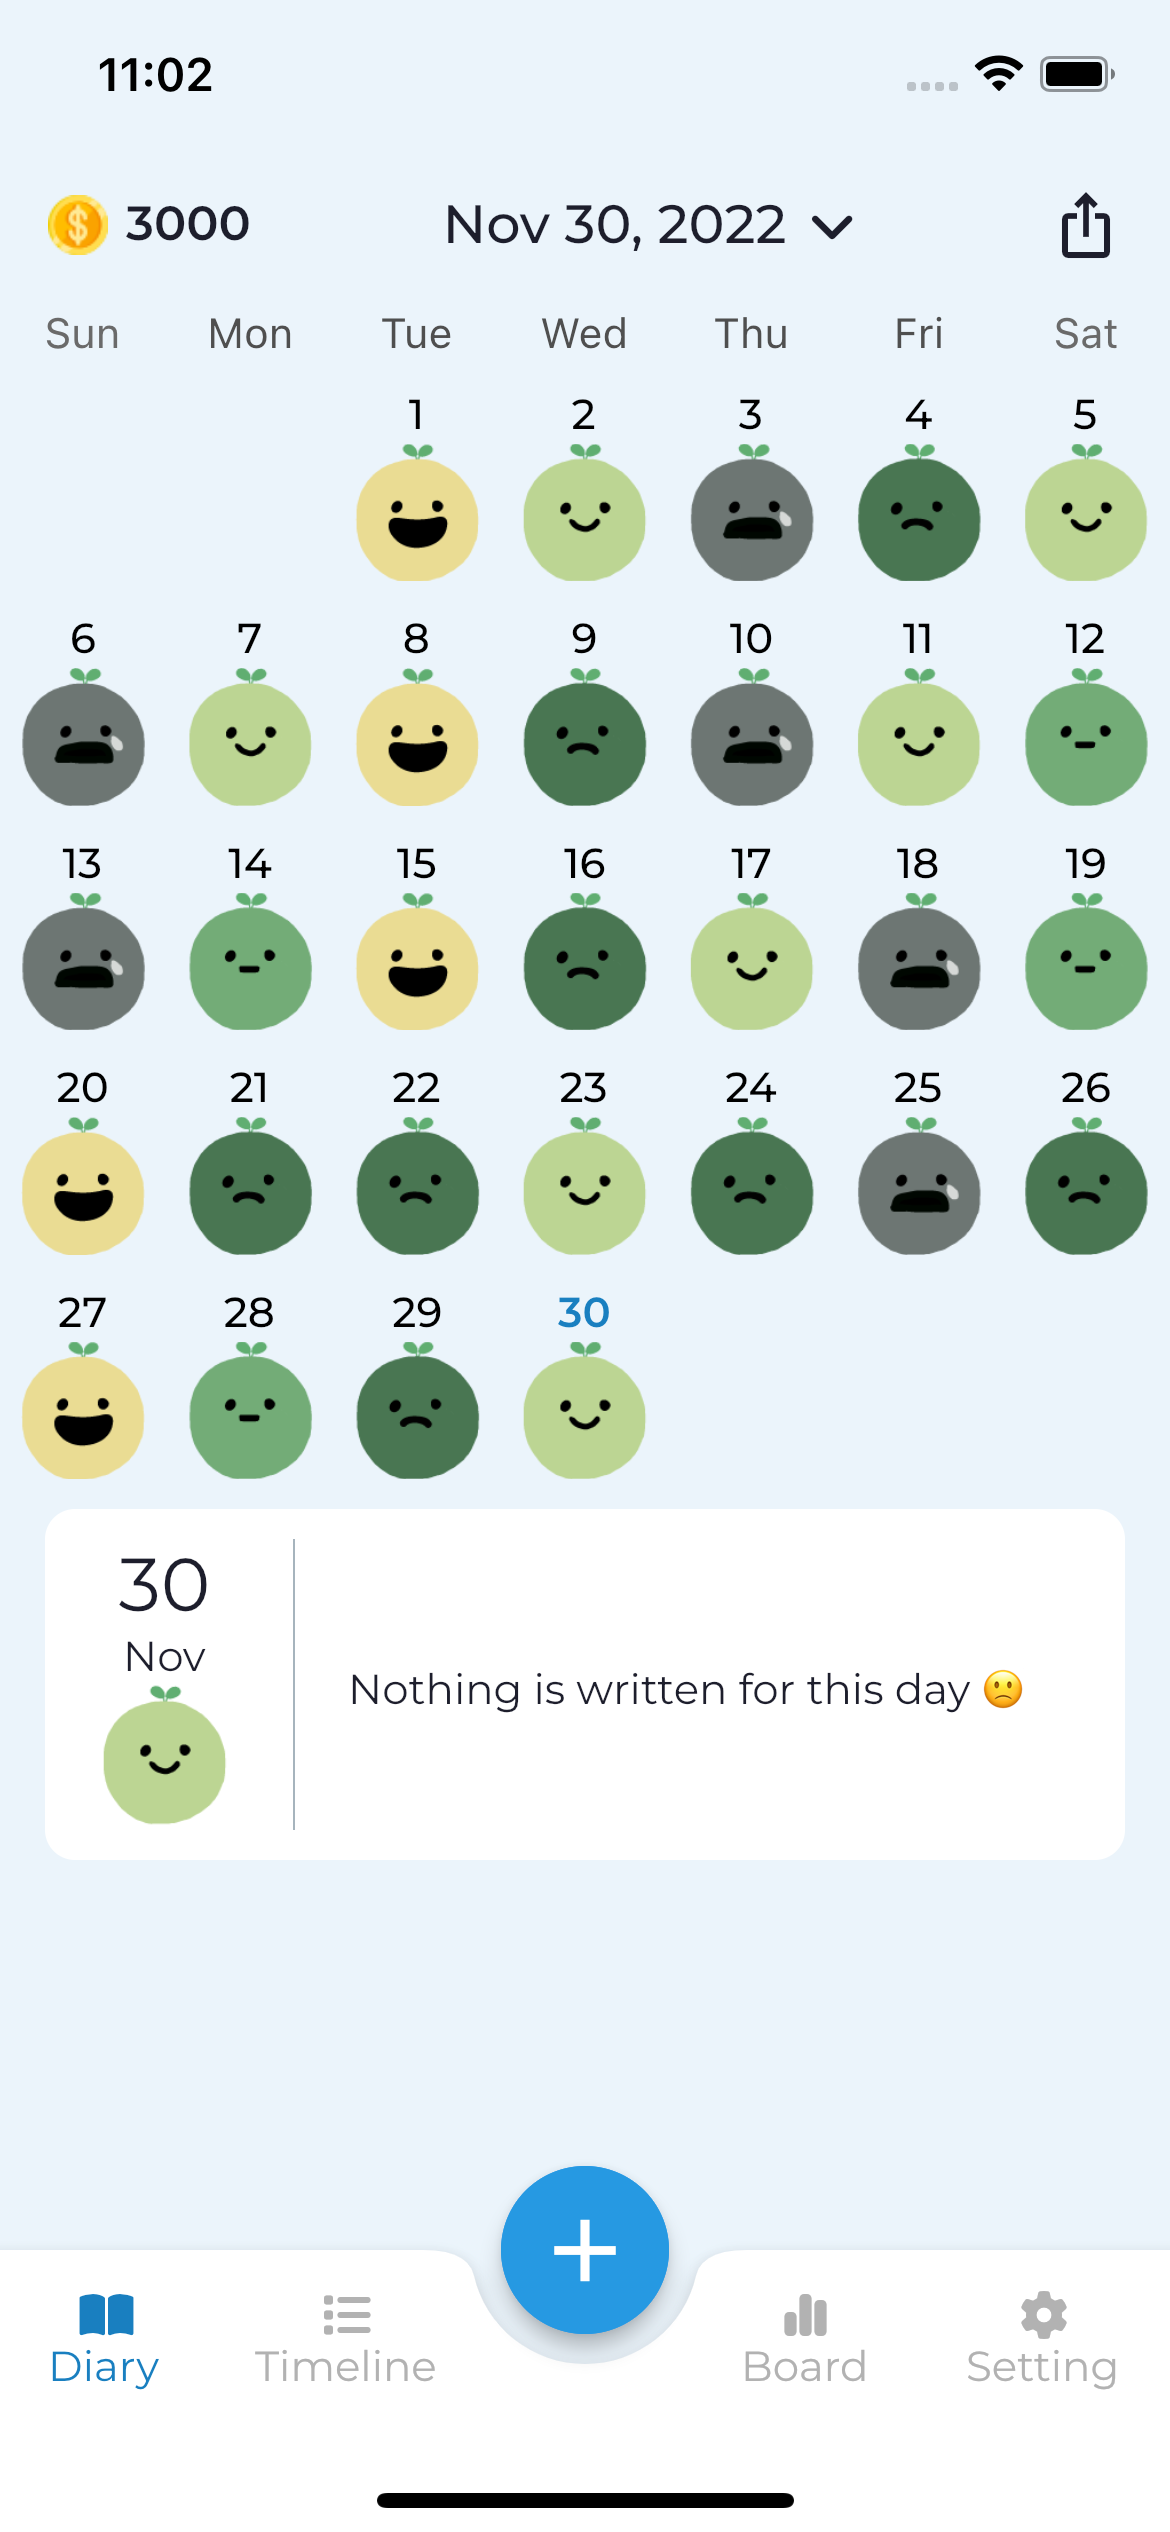 11:02
3000
Nov 30, 2022
Sun Mon Tue Wed Thu Fri Sat
1 2 3 4 5
6 7 8 9 10 11 12
13 14 15 16 17 18 19
20 21 22 23 24 25 26
27 28 29 30
30
Nov
Nothing is written for this day 🙁
Diary Timeline Board Setting